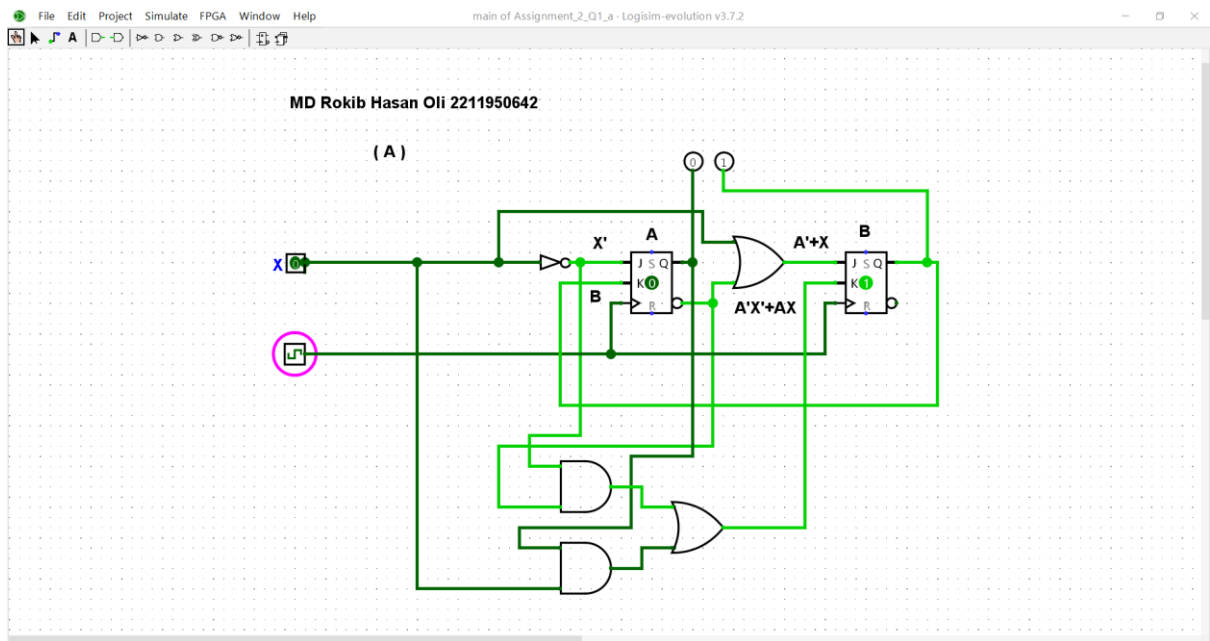 File Edit Project Simulate FPGA Window Help
main of Assignment_2_Q1_a · Logisim-evolution v3.7.2
A
MD Rokib Hasan Oli 2211950642
( A )
0 1
X' A A'+X B
X 0
J S Q J S Q
K 0 K 1
B
R R
A'X'+AX